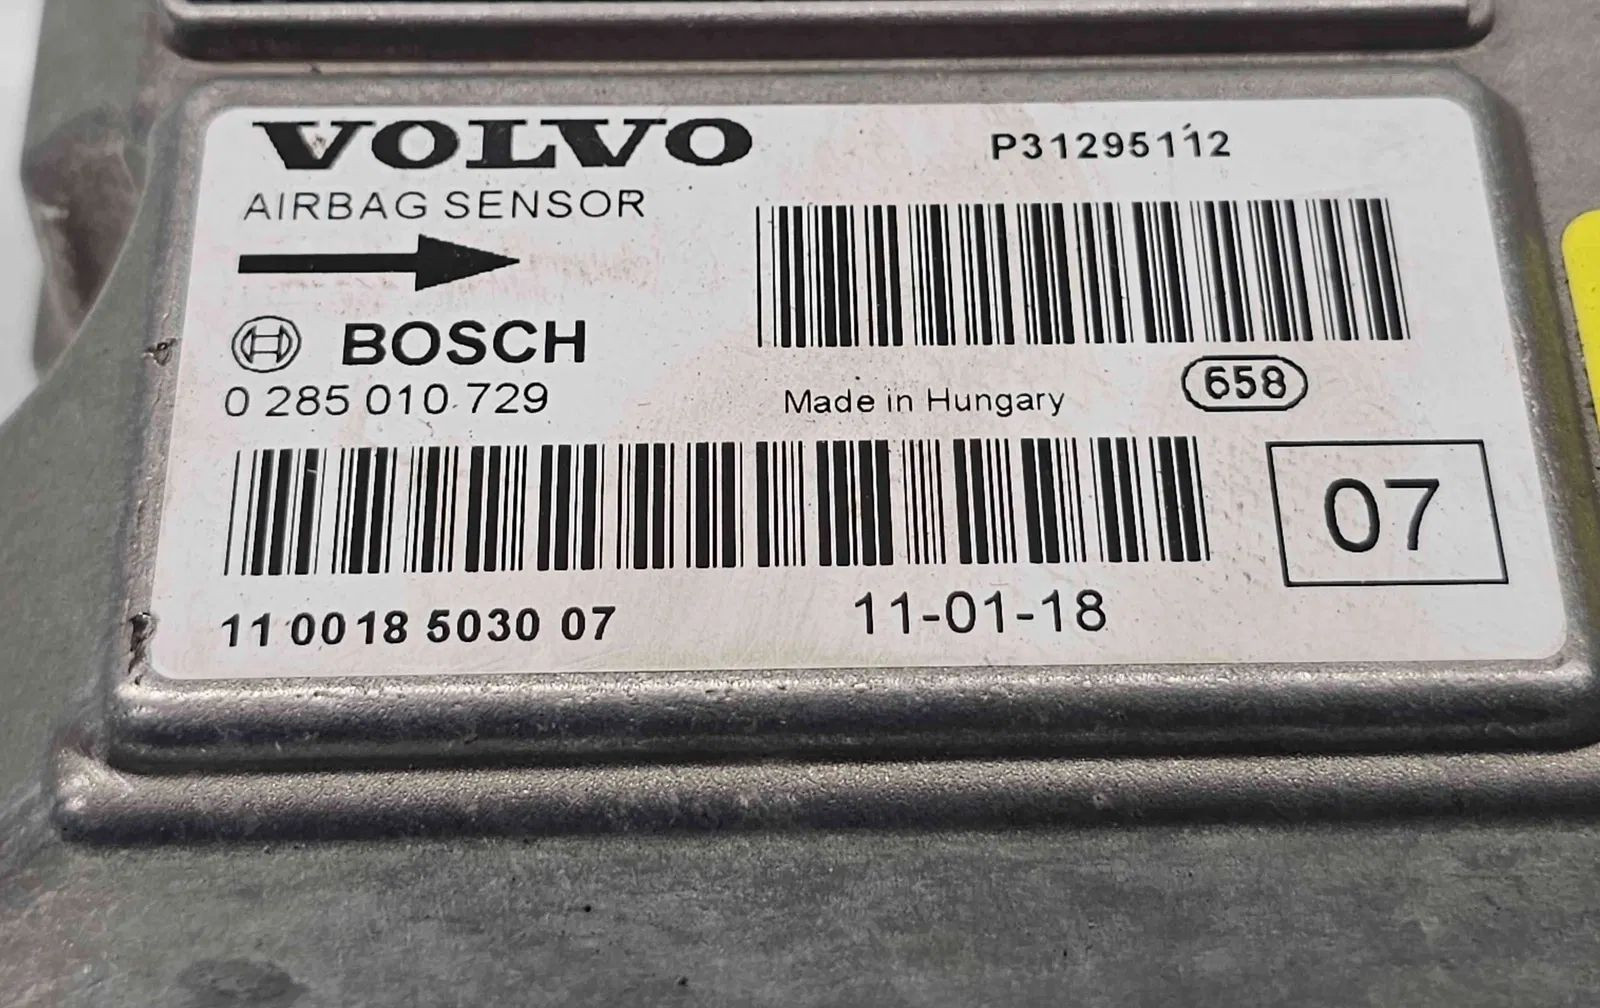 VOLVO
P31295112
AIRBAG SENSOR
BOSCH
0 285 010 729
Made in Hungary
658
07
11 0018 5030 07
11-01-18